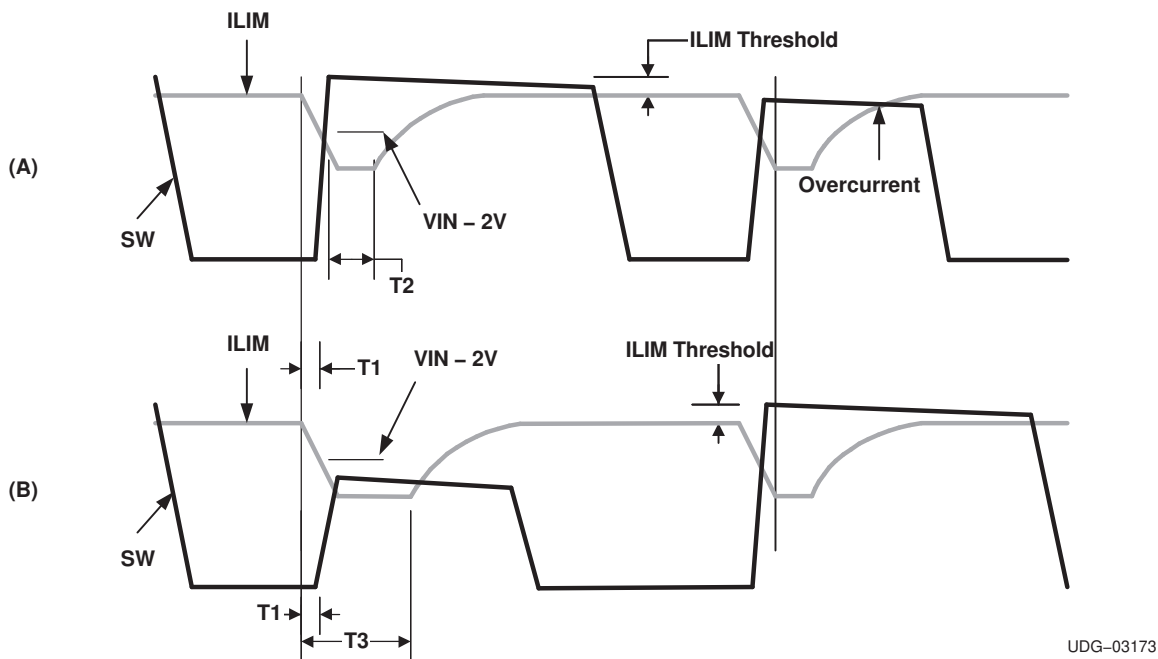 ILIM
ILIM Threshold
(A)
Overcurrent
VIN – 2V
SW
T2
ILIM
VIN – 2V
ILIM Threshold
T1
(B)
SW
T1
T3
UDG–03173